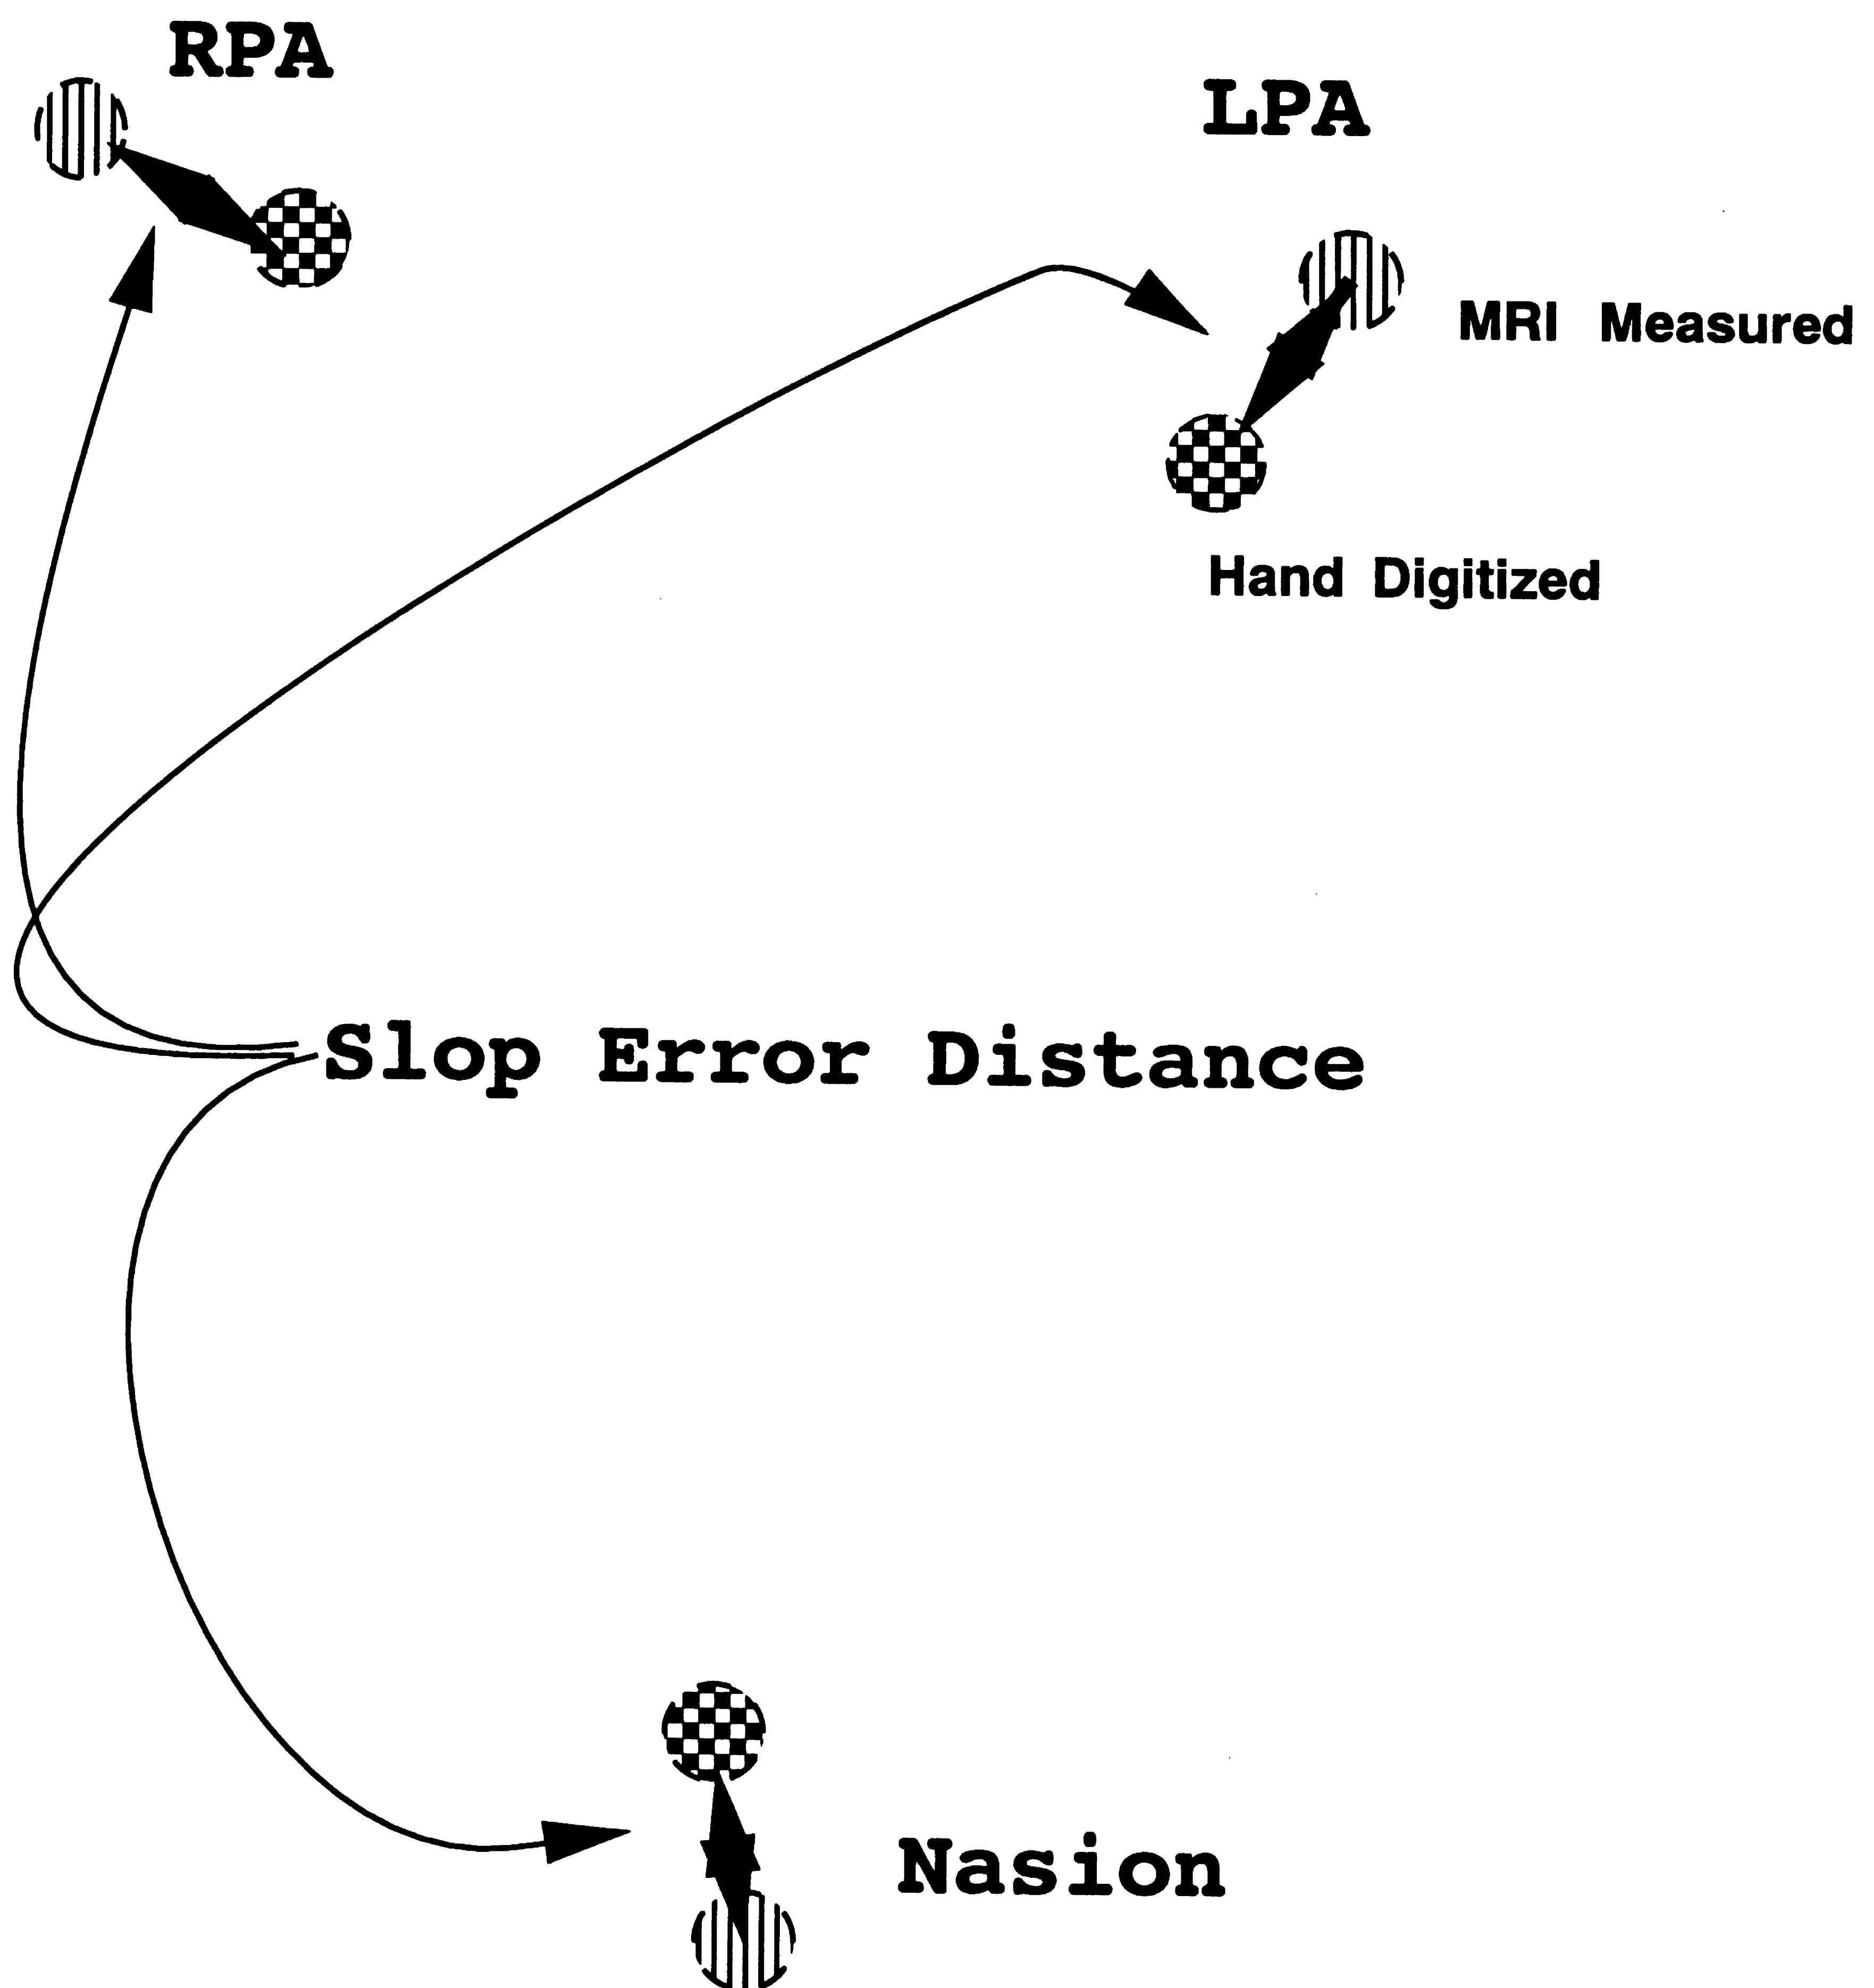 RPA
LPA
MRI Measured
Hand Digitized
Slop Error Distance
Nasion